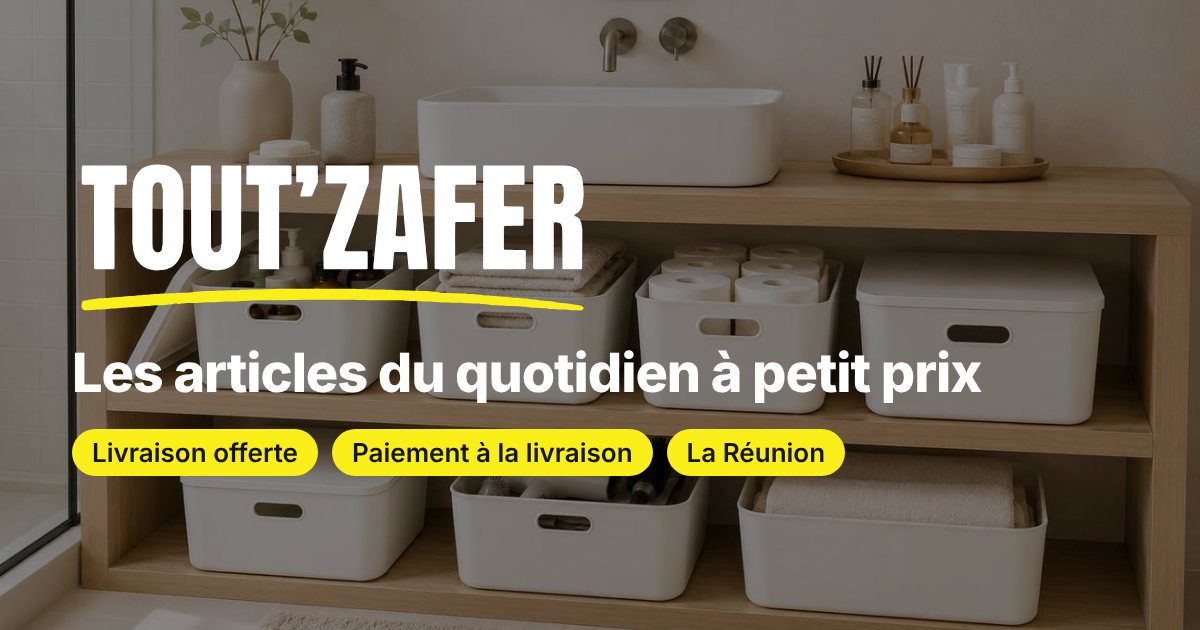 TOUT’ZAFER
Les articles du quotidien à petit prix
Livraison offerte
Paiement à la livraison
La Réunion